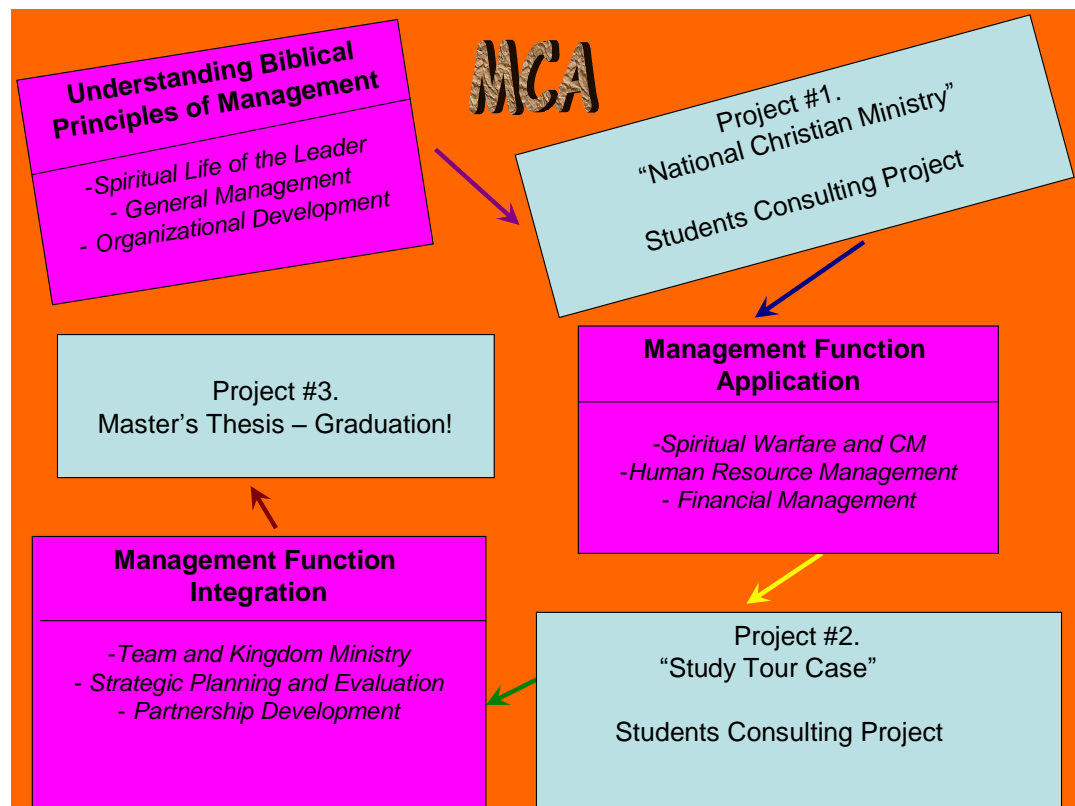 MCA
Understanding Biblical
Principles of Management
-Spiritual Life of the Leader
- General Management
- Organizational Development
Project #1.
“National Christian Ministry”
Students Consulting Project
Management Function
Application
-Spiritual Warfare and CM
-Human Resource Management
- Financial Management
Project #2.
“Study Tour Case”
Students Consulting Project
Management Function
Integration
-Team and Kingdom Ministry
- Strategic Planning and Evaluation
- Partnership Development
Project #3.
Master’s Thesis – Graduation!